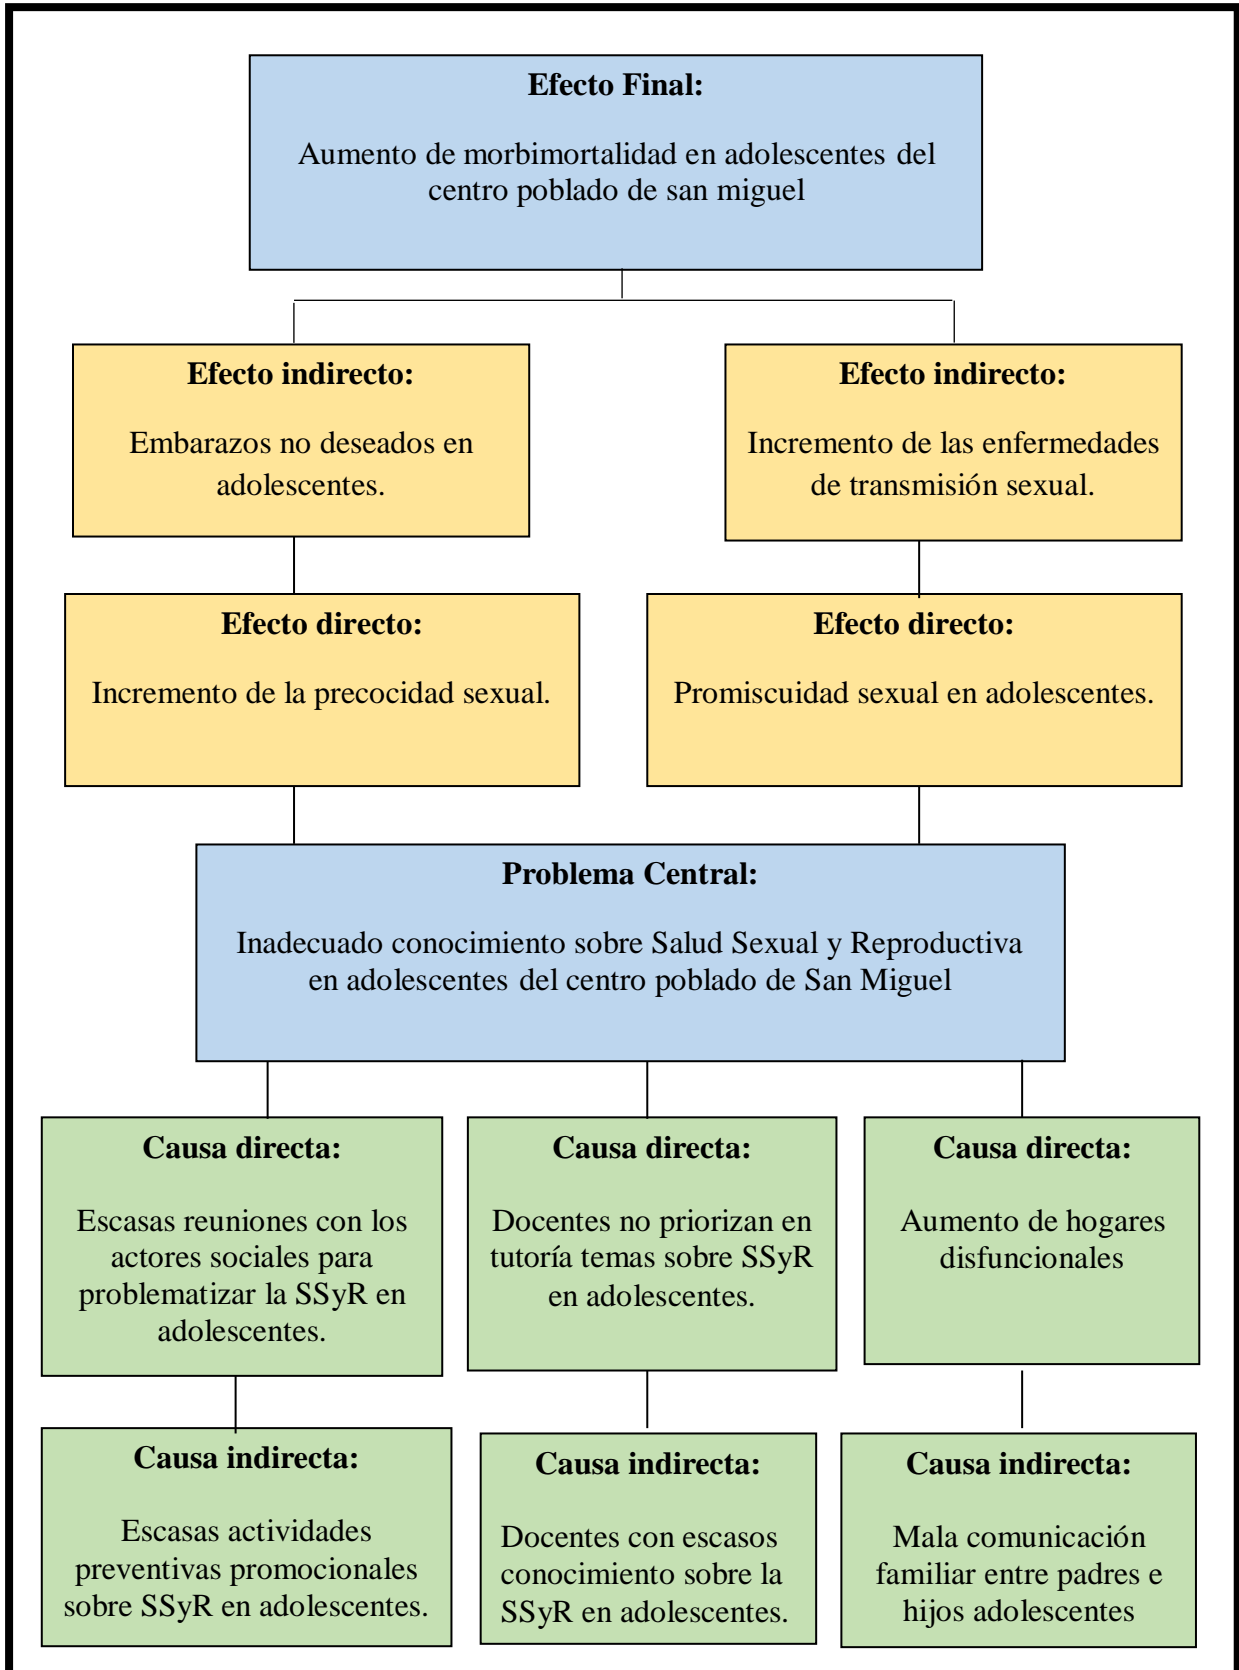 Efecto Final:
Aumento de morbimortalidad en adolescentes del
centro poblado de san miguel
Efecto indirecto:
Embarazos no deseados en
adolescentes.
Efecto indirecto:
Incremento de las enfermedades
de transmisión sexual.
Efecto directo:
Incremento de la precocidad sexual.
Efecto directo:
Promiscuidad sexual en adolescentes.
Problema Central:
Inadecuado conocimiento sobre Salud Sexual y Reproductiva
en adolescentes del centro poblado de San Miguel
Causa directa:
Escasas reuniones con los
actores sociales para
problematizar la SSyR en
adolescentes.
Causa directa:
Docentes no priorizan en
tutoría temas sobre SSyR
en adolescentes.
Causa directa:
Aumento de hogares
disfuncionales
Causa indirecta:
Escasas actividades
preventivas promocionales
sobre SSyR en adolescentes.
Causa indirecta:
Docentes con escasos
conocimiento sobre la
SSyR en adolescentes.
Causa indirecta:
Mala comunicación
familiar entre padres e
hijos adolescentes